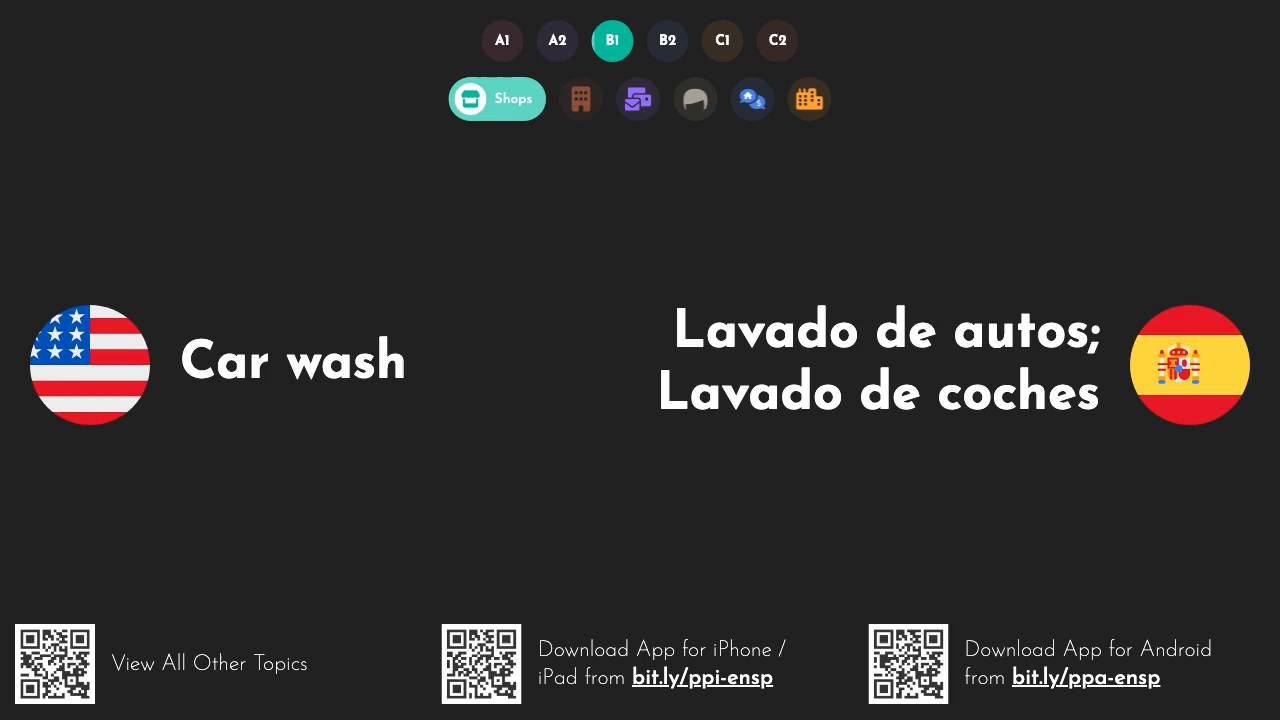 A1 A2 B1 B2 C1 C2
Shops
Car wash
Lavado de autos;
Lavado de coches
View All Other Topics
Download App for iPhone /
iPad from bit.ly/ppi-ensp
Download App for Android
from bit.ly/ppa-ensp